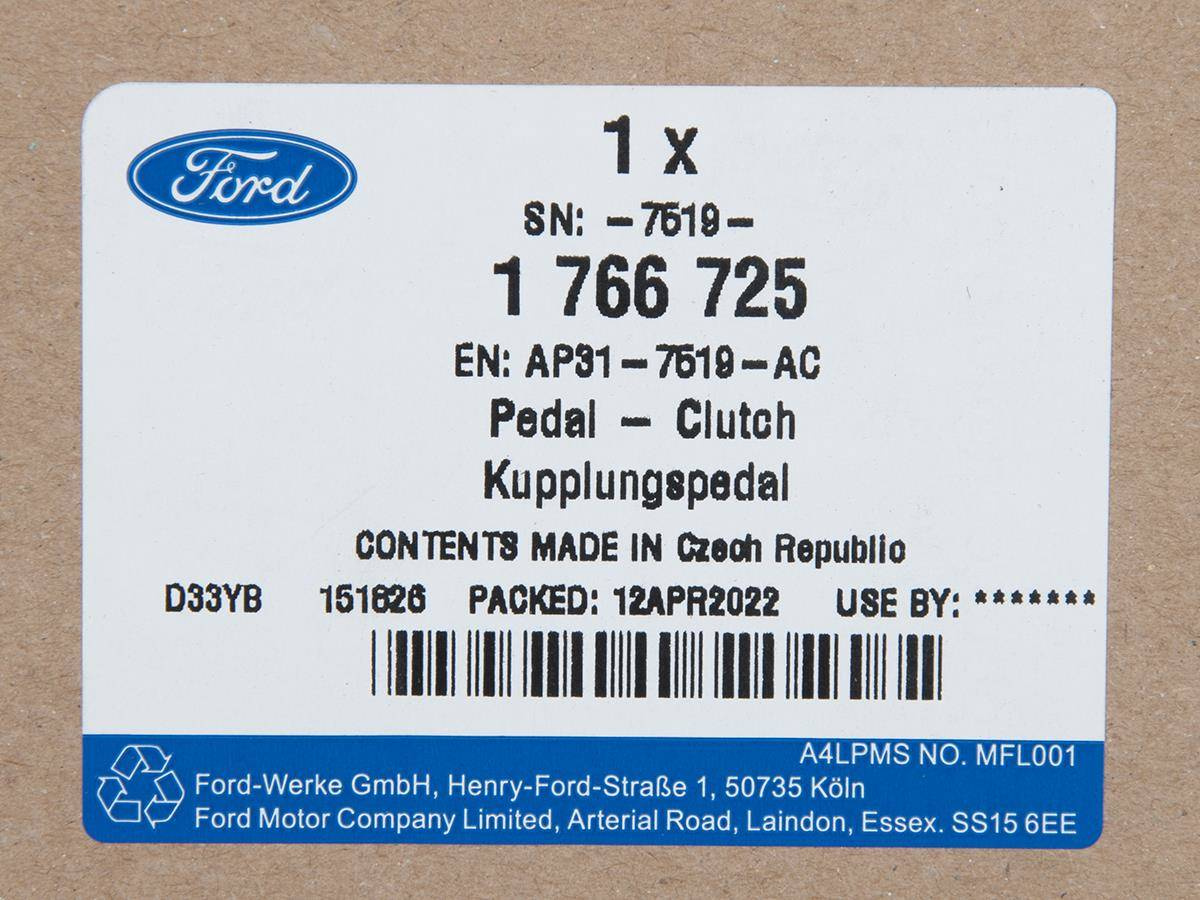 Ford
1 x
SN: -7519-
1 766 725
EN: AP31-7519-AC
Pedal - Clutch
Kupplungspedal
CONTENTS MADE IN Czech Republic
D33YB 151626 PACKED: 12APR2022 USE BY: *******
A4LPMS NO. MFL001
Ford-Werke GmbH, Henry-Ford-Straße 1, 50735 Köln
Ford Motor Company Limited, Arterial Road, Laindon, Essex. SS15 6EE